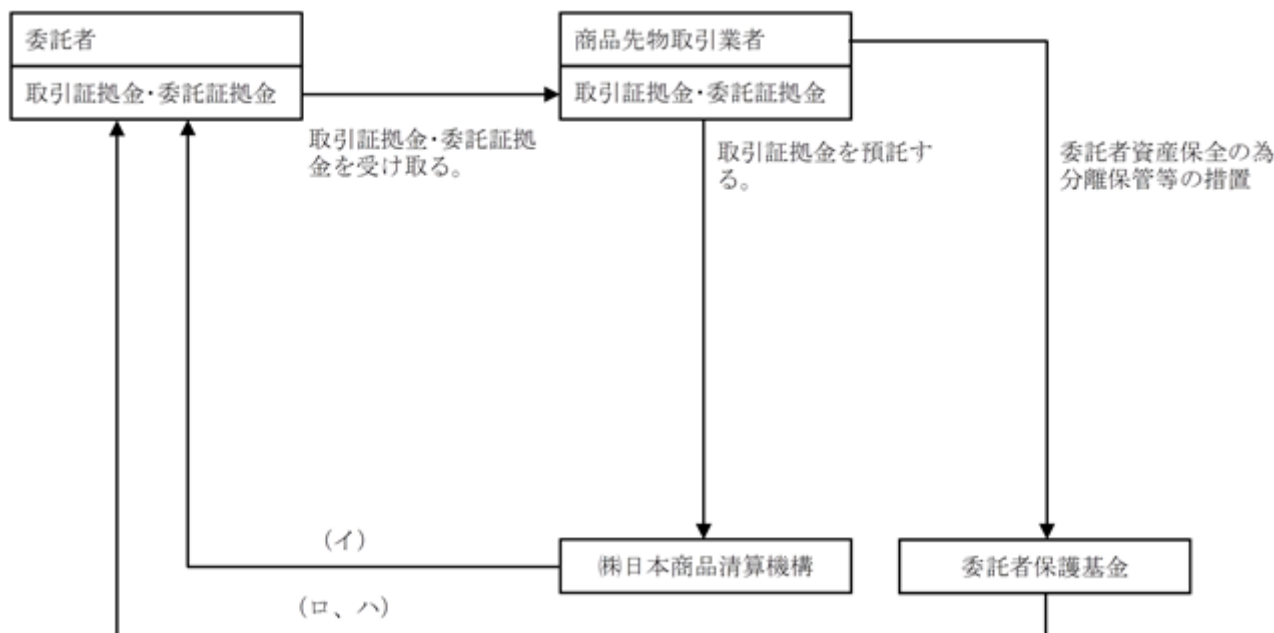 委託者
取引証拠金・委託証拠金
商品先物取引業者
取引証拠金・委託証拠金
取引証拠金・委託証拠
金を受け取る。
取引証拠金を預託す
る。
委託者資産保全の為
分離保管等の措置
(イ)
㈱日本商品清算機構
委託者保護基金
(ロ、ハ)